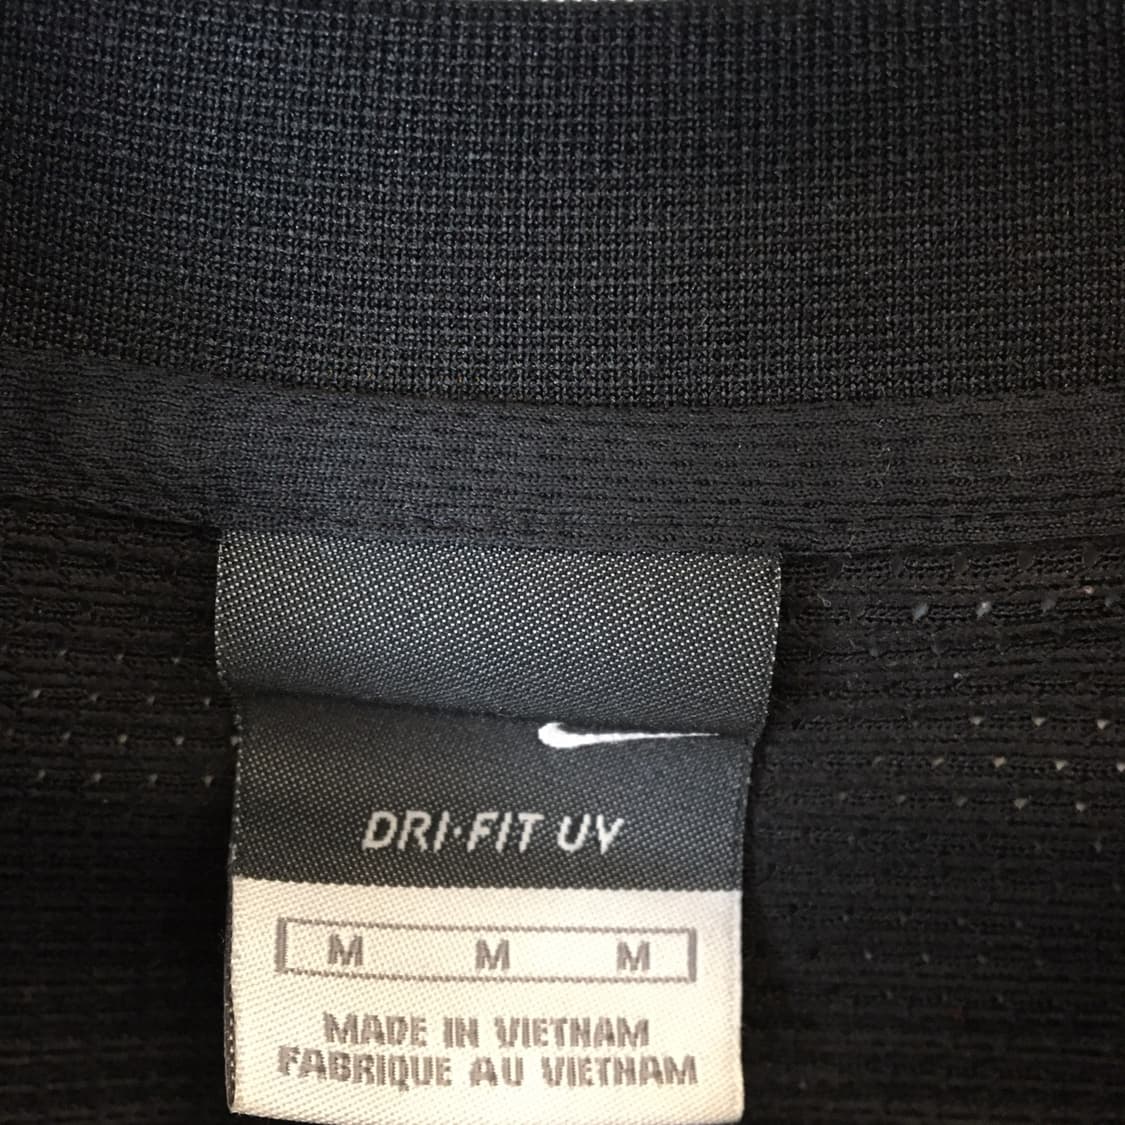 DRI·FIT UV
M M M
MADE IN VIETNAM
FABRIQUE AU VIETNAM